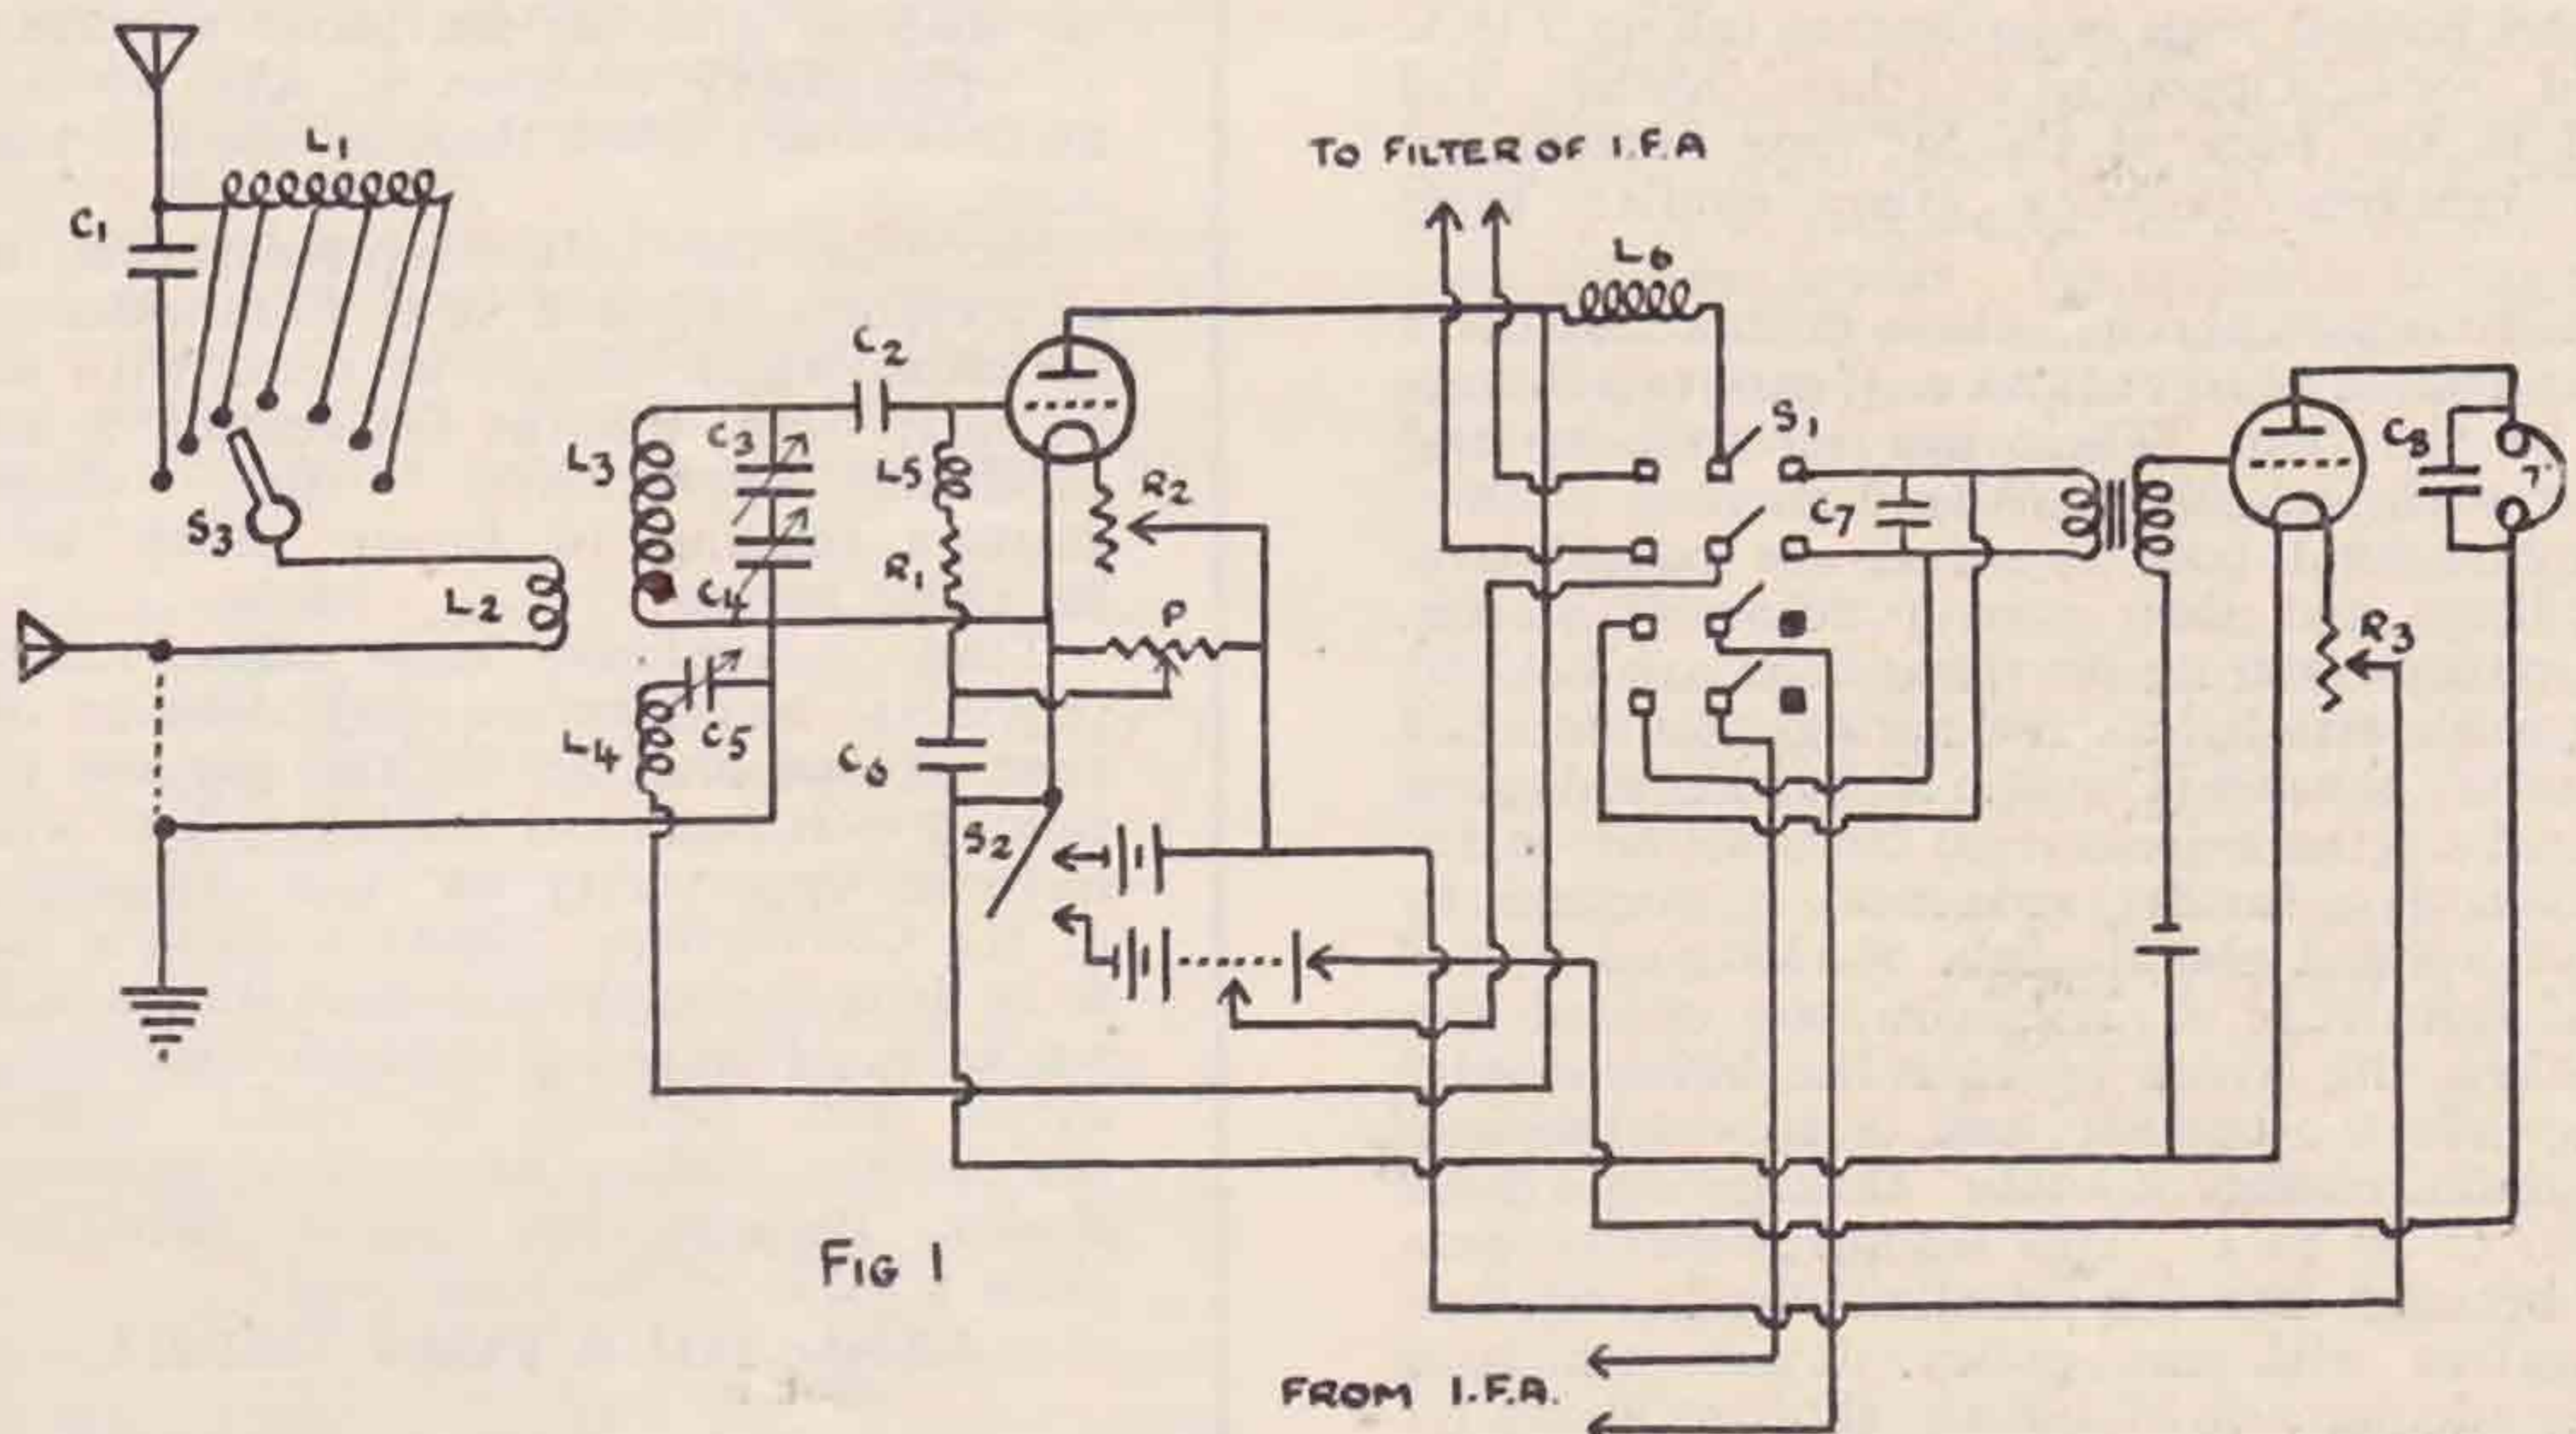 TO FILTER OF I.F.A
L1
C1
L6
C2
S1
C8
L3
C3
L5
R2
C7
S3
R1
L2
C4
P
R3
L4
C5
C6
S2
FIG 1
FROM I.F.A.